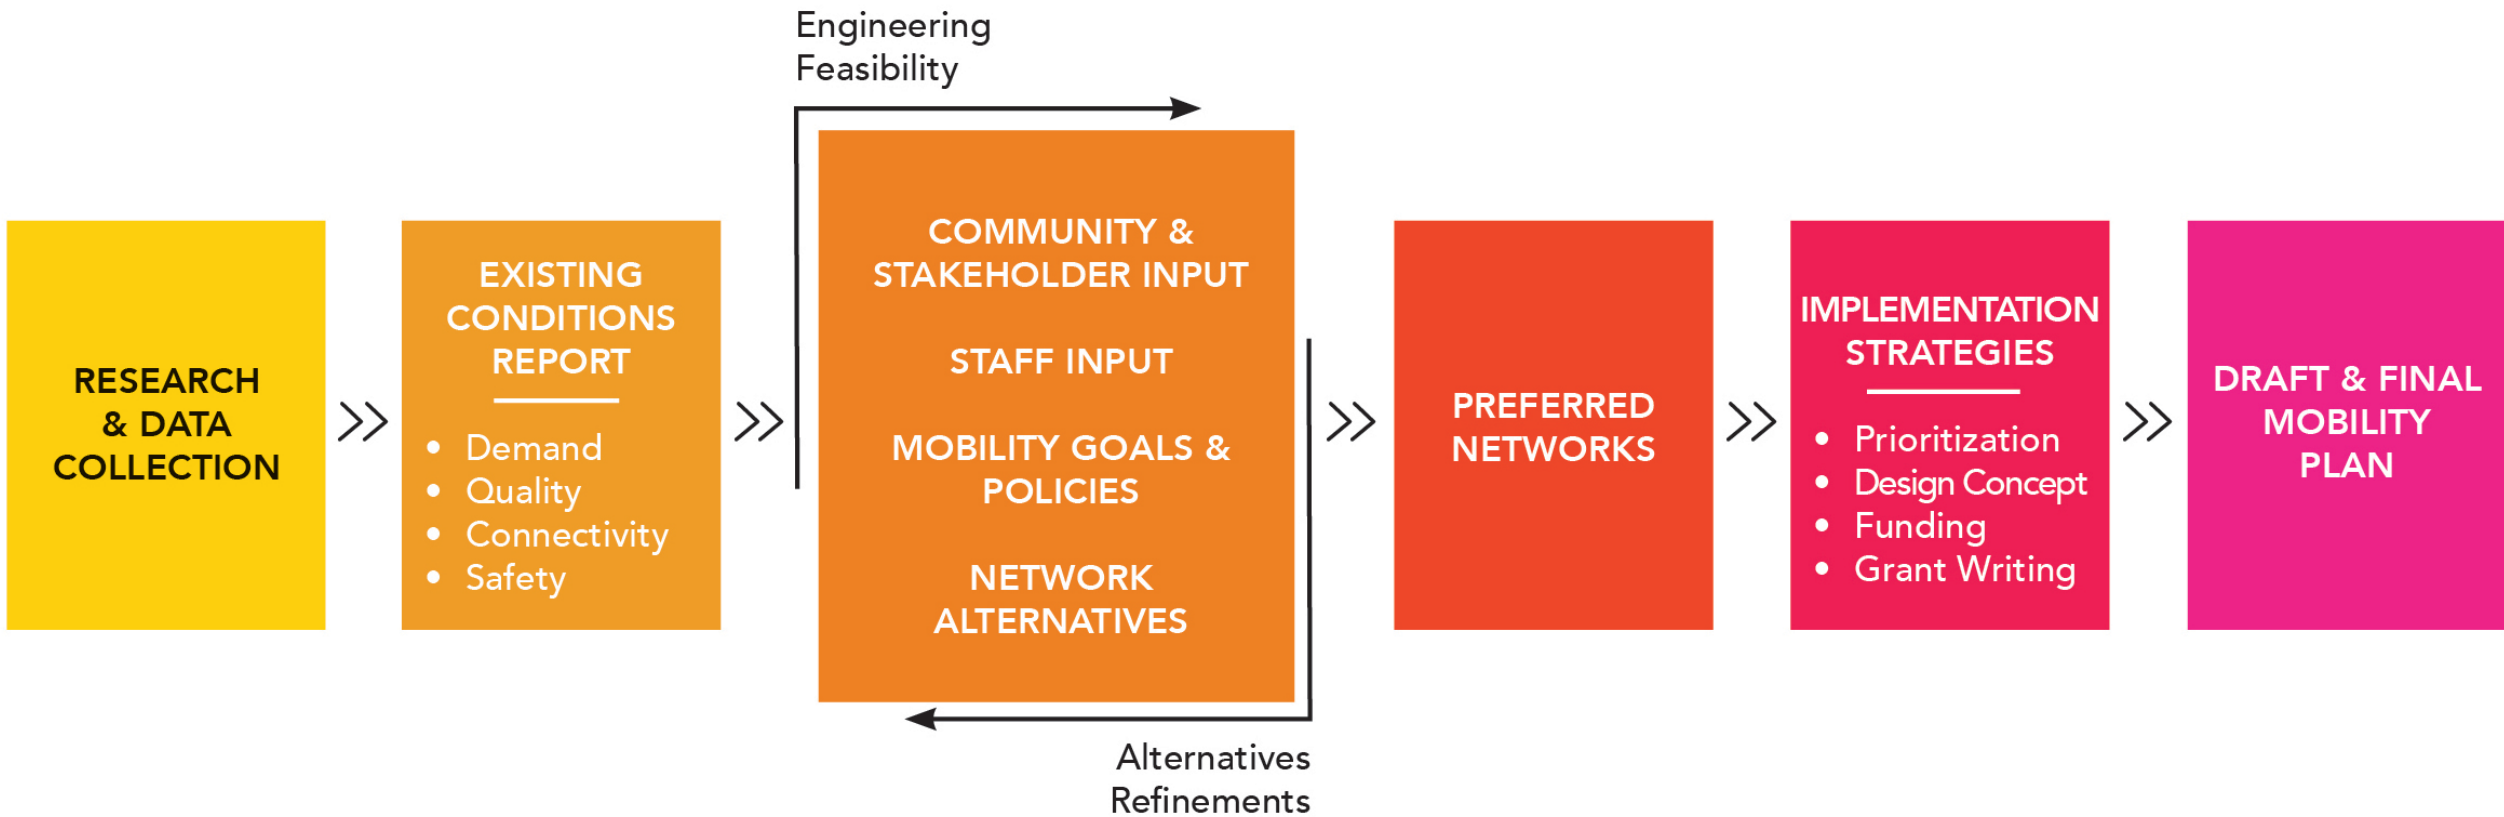 Engineering
Feasibility
RESEARCH
& DATA
COLLECTION
EXISTING
CONDITIONS
REPORT
• Demand
• Quality
• Connectivity
• Safety
COMMUNITY &
STAKEHOLDER INPUT
STAFF INPUT
MOBILITY GOALS &
POLICIES
NETWORK
ALTERNATIVES
Alternatives
Refinements
PREFERRED
NETWORKS
IMPLEMENTATION
STRATEGIES
• Prioritization
• Design Concept
• Funding
• Grant Writing
DRAFT & FINAL
MOBILITY
PLAN